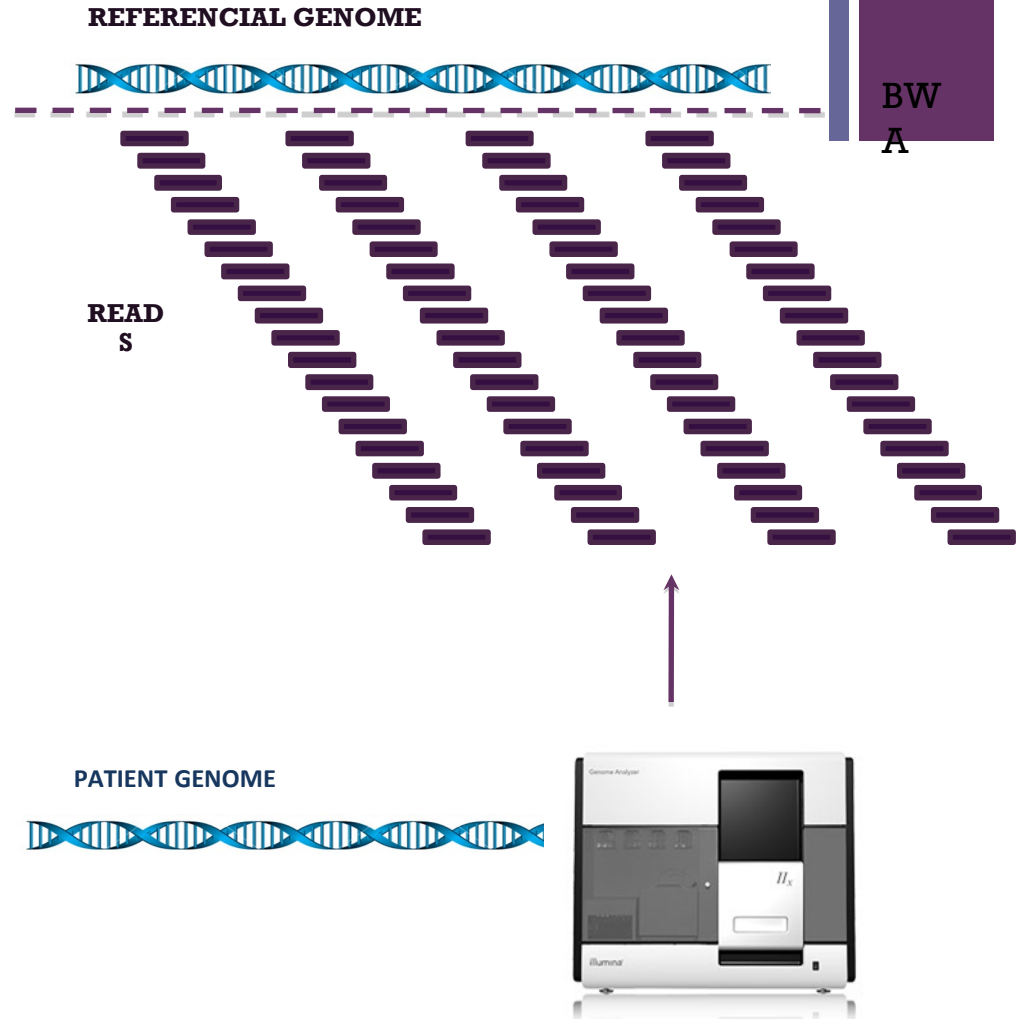 REFERENCIAL GENOME
BW
A
READ
S
PATIENT GENOME
Genome Analyzer
IIx
illumina